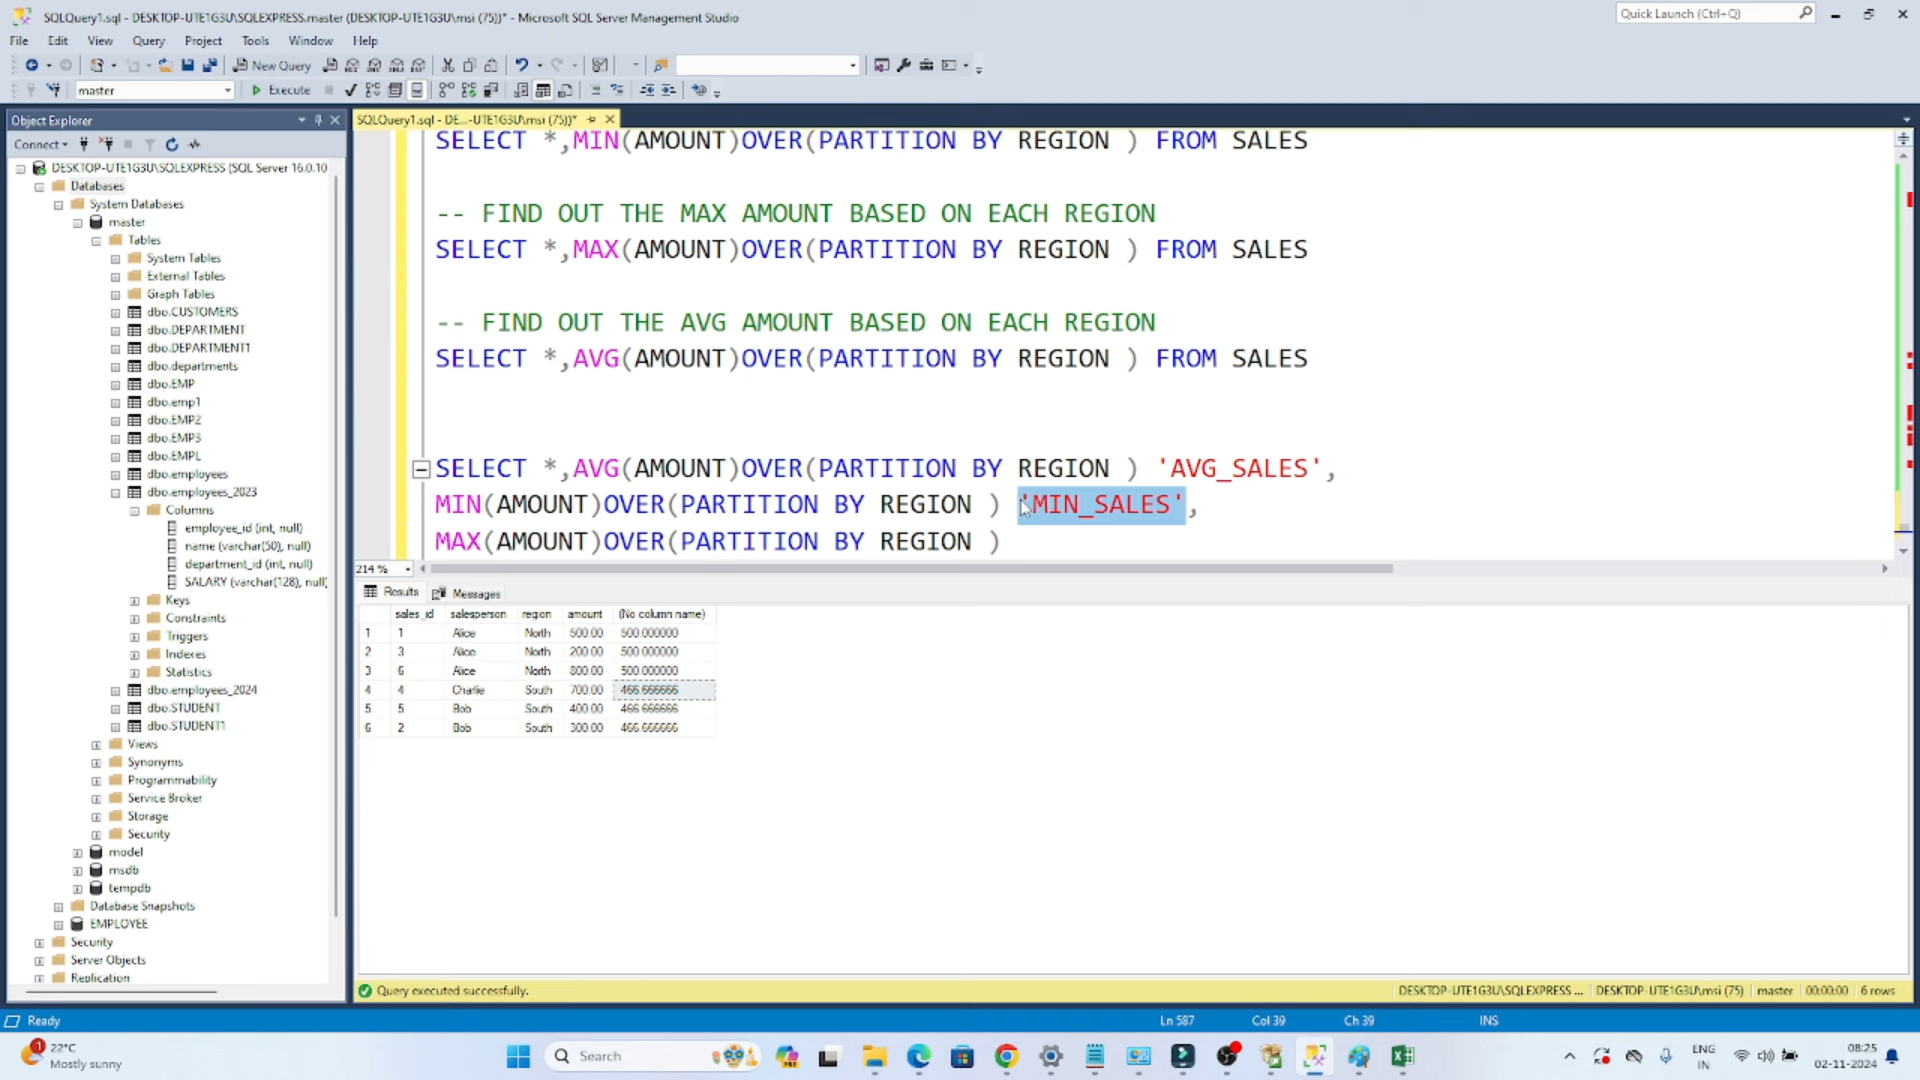 SQLQuery1.sql - DESKTOP-UTE1G3U\SQLEXPRESS.master (DESKTOP-UTE1G3U\msi (75))* - Microsoft SQL Server Management Studio
Quick Launch (Ctrl+Q)
File Edit View Query Project Tools Window Help
New Query
master
Execute
Object Explorer
SQLQuery1.sql - DE...-UTE1G3U\msi (75))*
Connect
DESKTOP-UTE1G3U\SQLEXPRESS (SQL Server 16.0.10
Databases
System Databases
master
Tables
System Tables
External Tables
Graph Tables
dbo.CUSTOMERS
dbo.DEPARTMENT
dbo.DEPARTMENT1
dbo.departments
dbo.EMP
dbo.emp1
dbo.EMP2
dbo.EMP3
dbo.EMPL
dbo.employees
dbo.employees_2023
Columns
employee_id (int, null)
name (varchar(50), null)
department_id (int, null)
SALARY (varchar(128), null)
Keys
Constraints
Triggers
Indexes
Statistics
dbo.employees_2024
dbo.STUDENT
dbo.STUDENT1
Views
Synonyms
Programmability
Service Broker
Storage
Security
model
msdb
tempdb
Database Snapshots
EMPLOYEE
Security
Server Objects
Replication
SELECT *,MIN(AMOUNT)OVER(PARTITION BY REGION ) FROM SALES
-- FIND OUT THE MAX AMOUNT BASED ON EACH REGION
SELECT *,MAX(AMOUNT)OVER(PARTITION BY REGION ) FROM SALES
-- FIND OUT THE AVG AMOUNT BASED ON EACH REGION
SELECT *,AVG(AMOUNT)OVER(PARTITION BY REGION ) FROM SALES
SELECT *,AVG(AMOUNT)OVER(PARTITION BY REGION ) 'AVG_SALES',
MIN(AMOUNT)OVER(PARTITION BY REGION ) 'MIN_SALES',
MAX(AMOUNT)OVER(PARTITION BY REGION )
214 %
Results Messages
sales_id salesperson region amount (No column name)
1 1 Alice North 500.00 500.000000
2 3 Alice North 200.00 500.000000
3 6 Alice North 800.00 500.000000
4 4 Charlie South 700.00 466.666666
5 5 Bob South 400.00 466.666666
6 2 Bob South 300.00 466.666666
Query executed successfully.
DESKTOP-UTE1G3U\SQLEXPRESS ... DESKTOP-UTE1G3U\msi (75) master 00:00:00 6 rows
Ready
Ln 587 Col 39 Ch 39 INS
1
22°C
Mostly sunny
Search
ENG
IN
08:25
02-11-2024